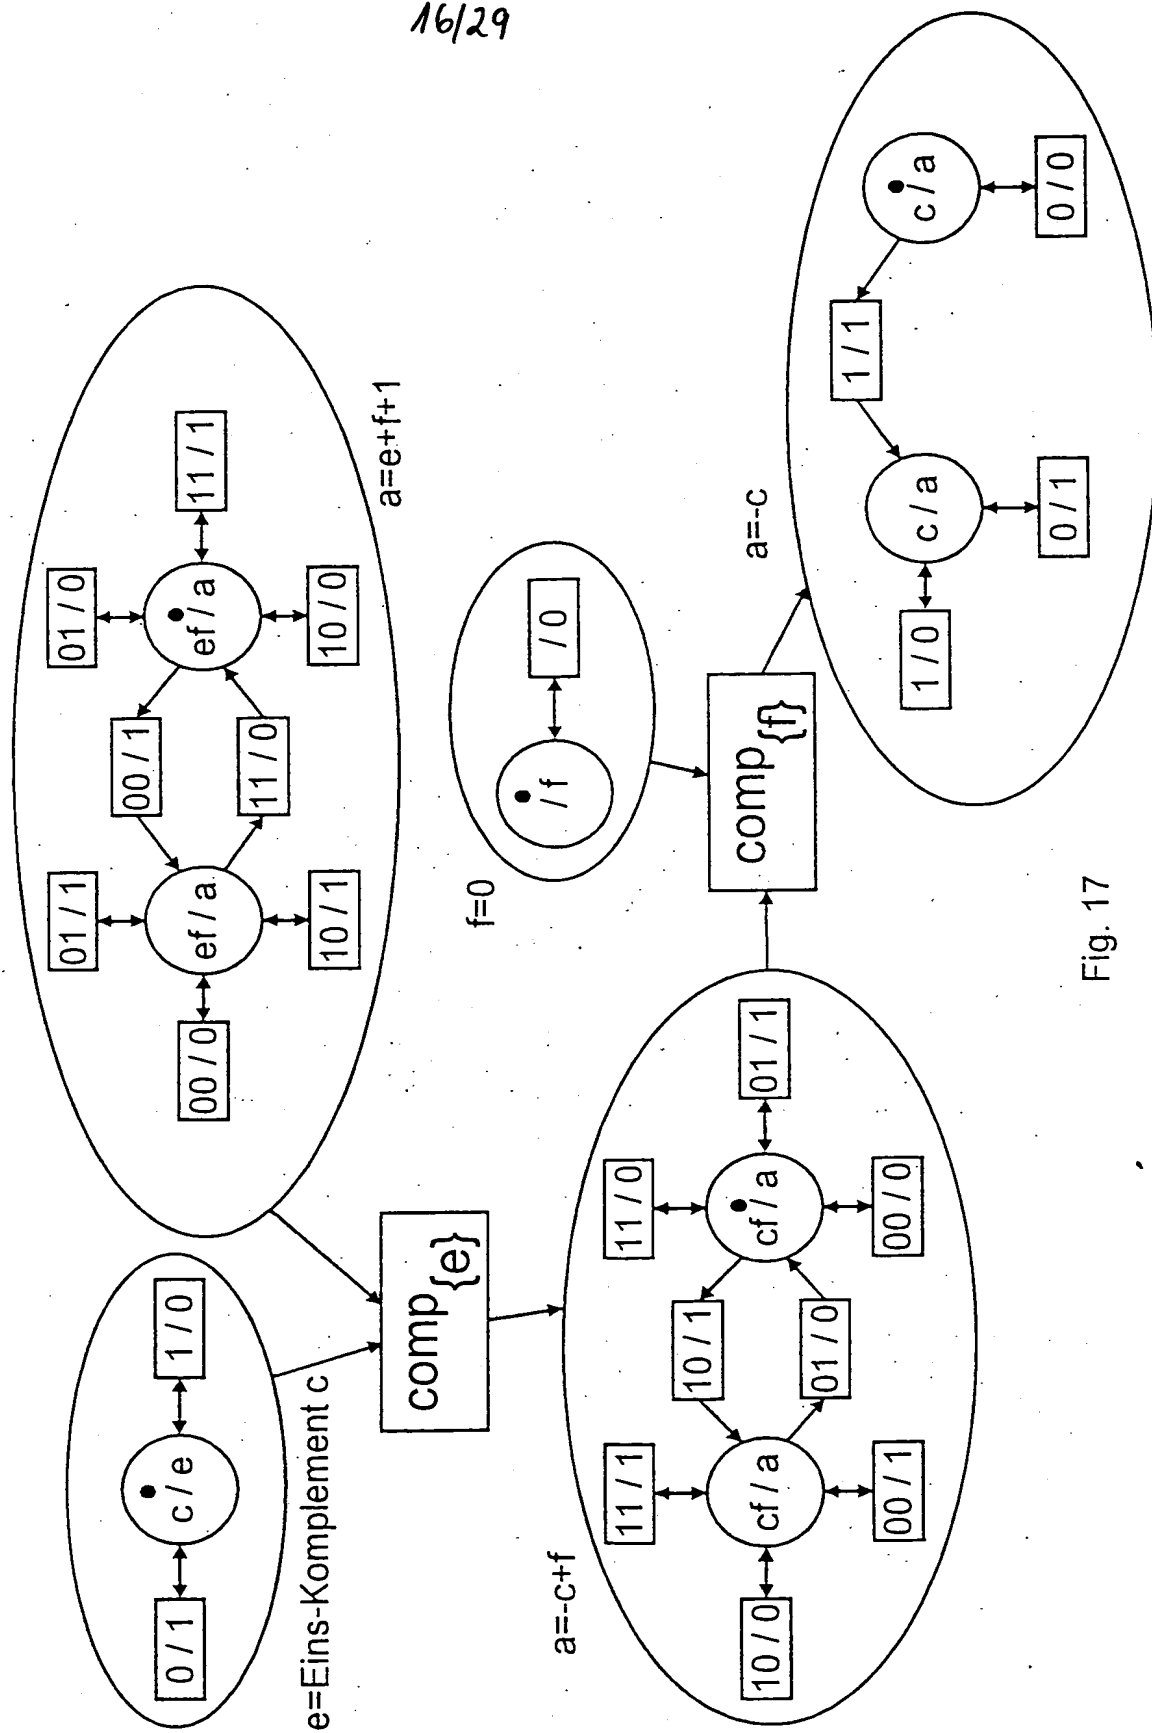 16/29
0 / 1
c / e
1 / 0
e=Eins-Komplement c
00 / 0
01 / 1
ef / a
10 / 1
00 / 1
11 / 0
01 / 0
ef / a
10 / 0
11 / 1
a=e+f+1
comp{e}
f=0
/ f
/ 0
a=-c+f
10 / 0
11 / 1
cf / a
00 / 1
10 / 1
01 / 0
11 / 0
cf / a
00 / 0
01 / 1
comp{f}
a=-c
1 / 0
c / a
0 / 1
1 / 1
c / a
0 / 0
Fig. 17